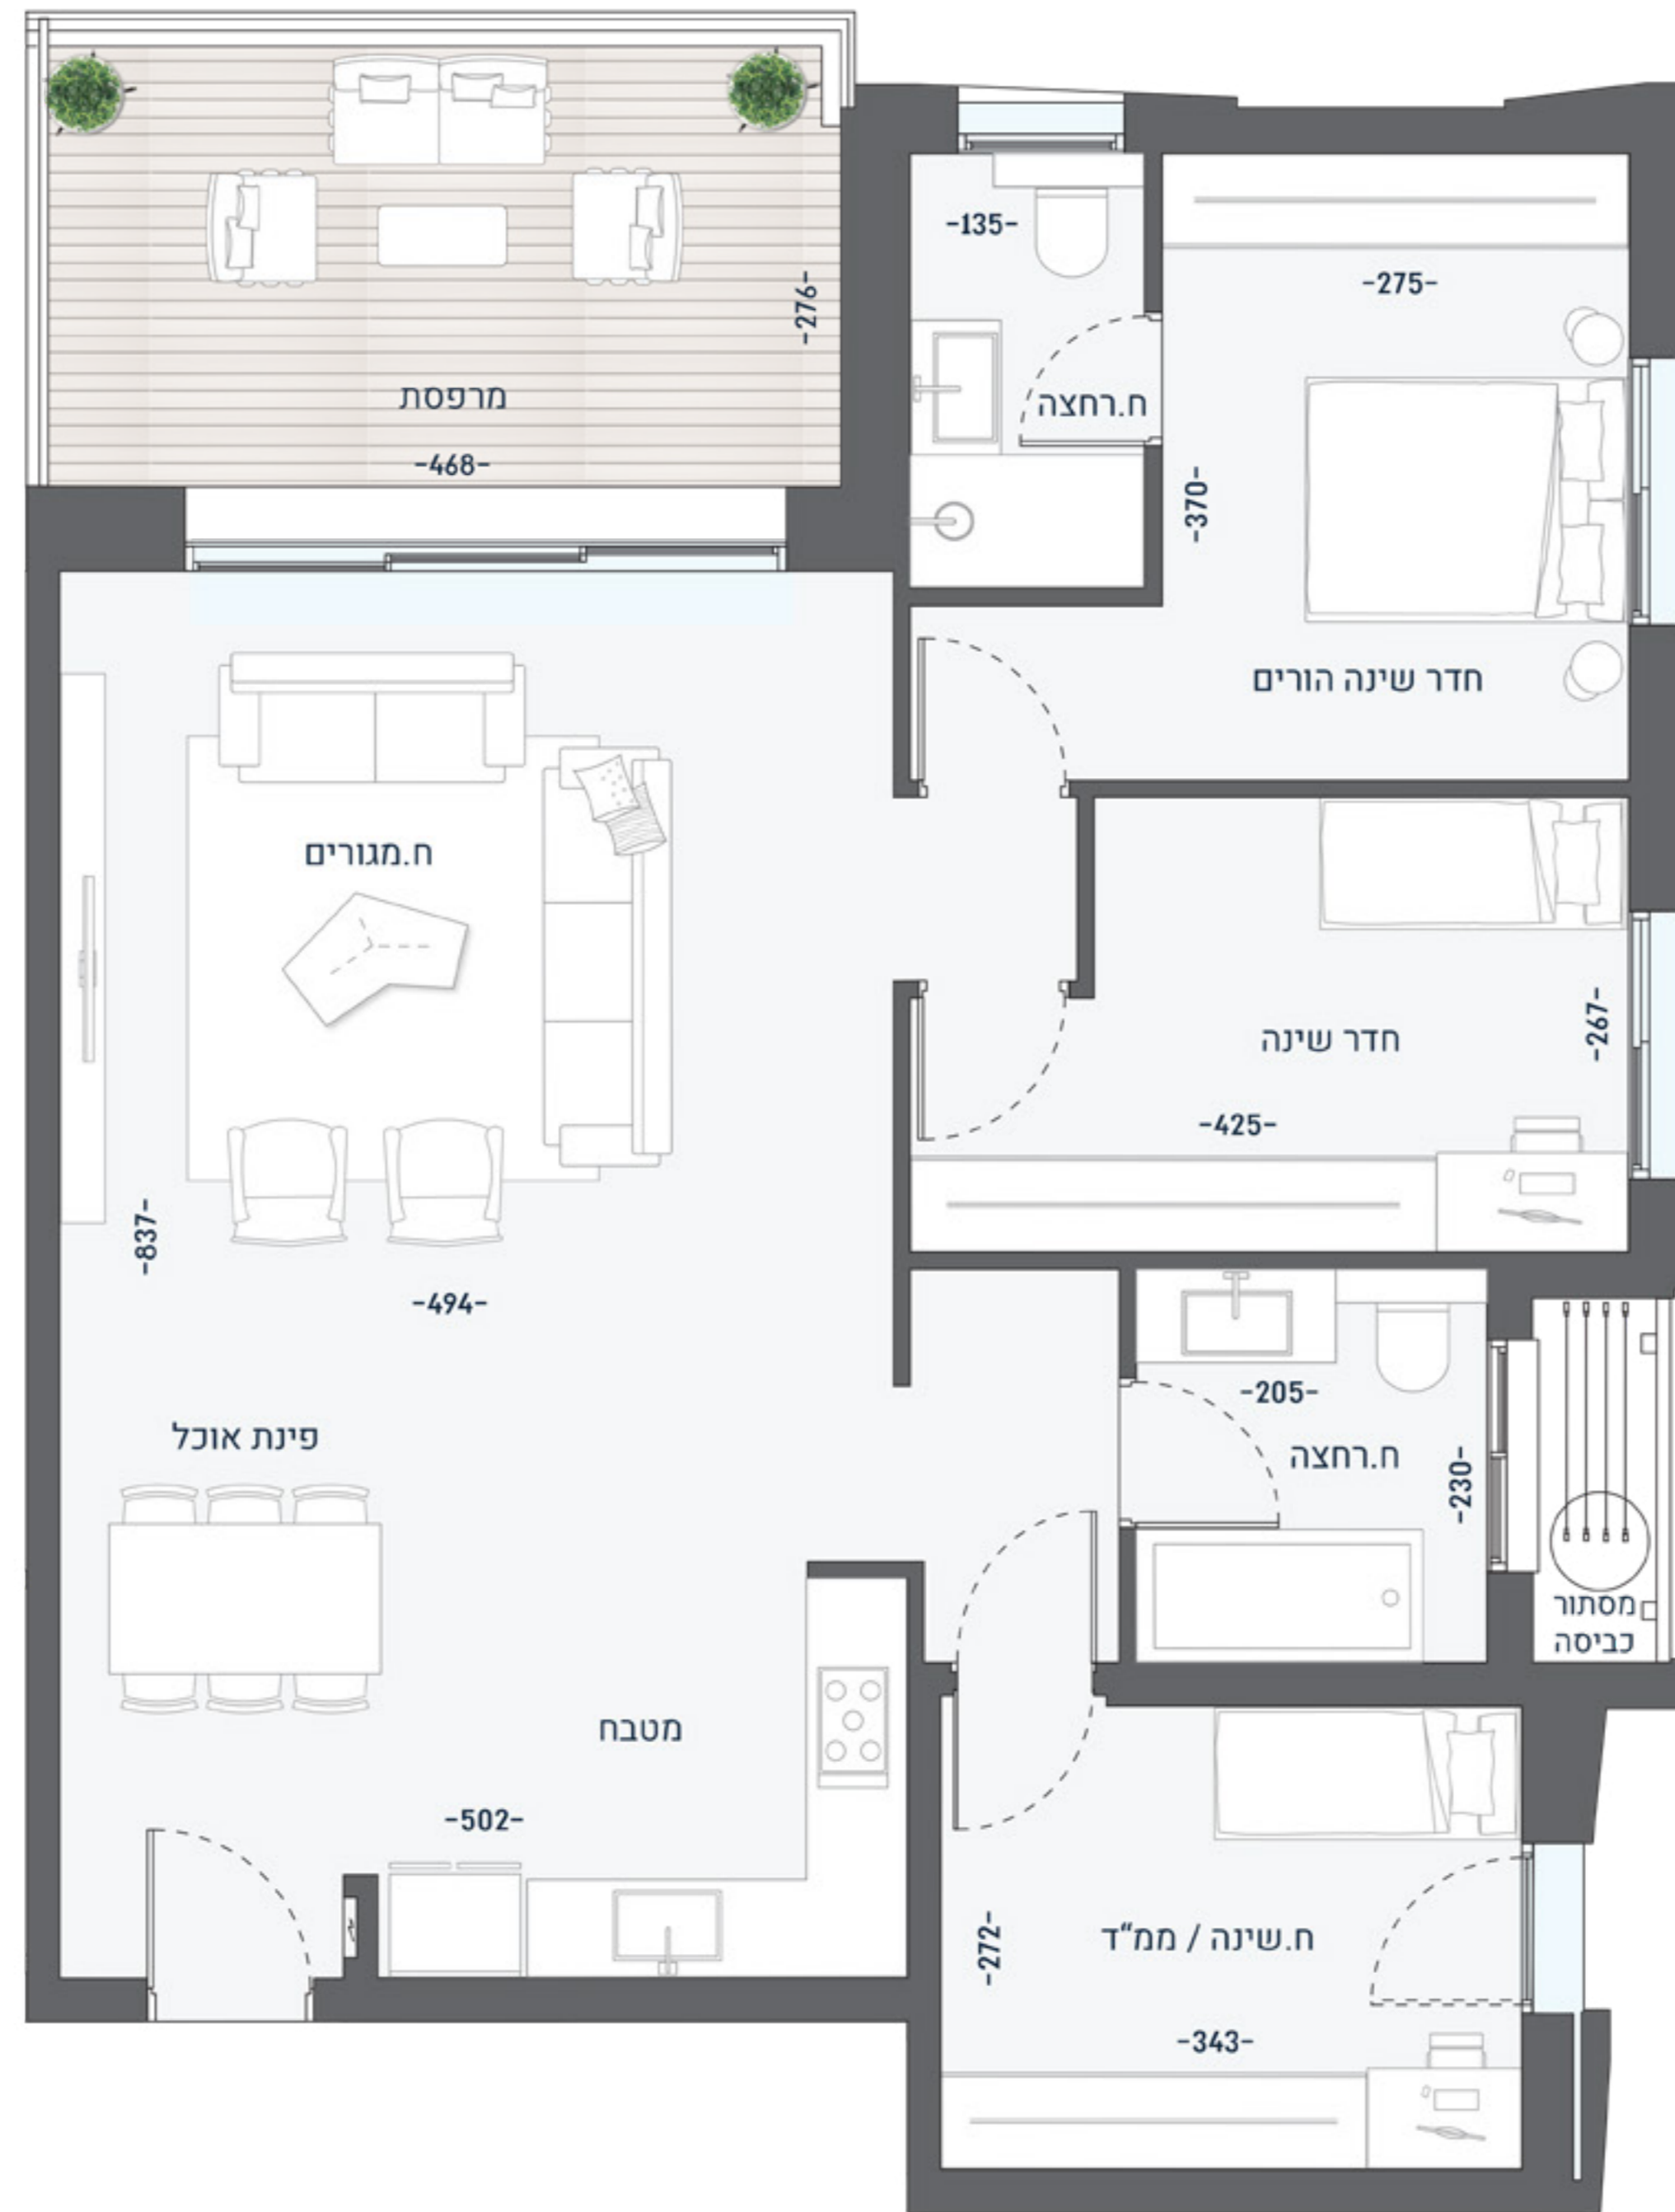 -135-
-275-
-276-
מרפסת
ח.רחצה
-468-
-370-
חדר שינה הורים
ח.מגורים
-267-
חדר שינה
-425-
-837-
-494-
-205-
פינת אוכל
ח.רחצה
-230-
מסתור
כביסה
מטבח
-502-
-272-
ח.שינה / ממ“ד
-343-